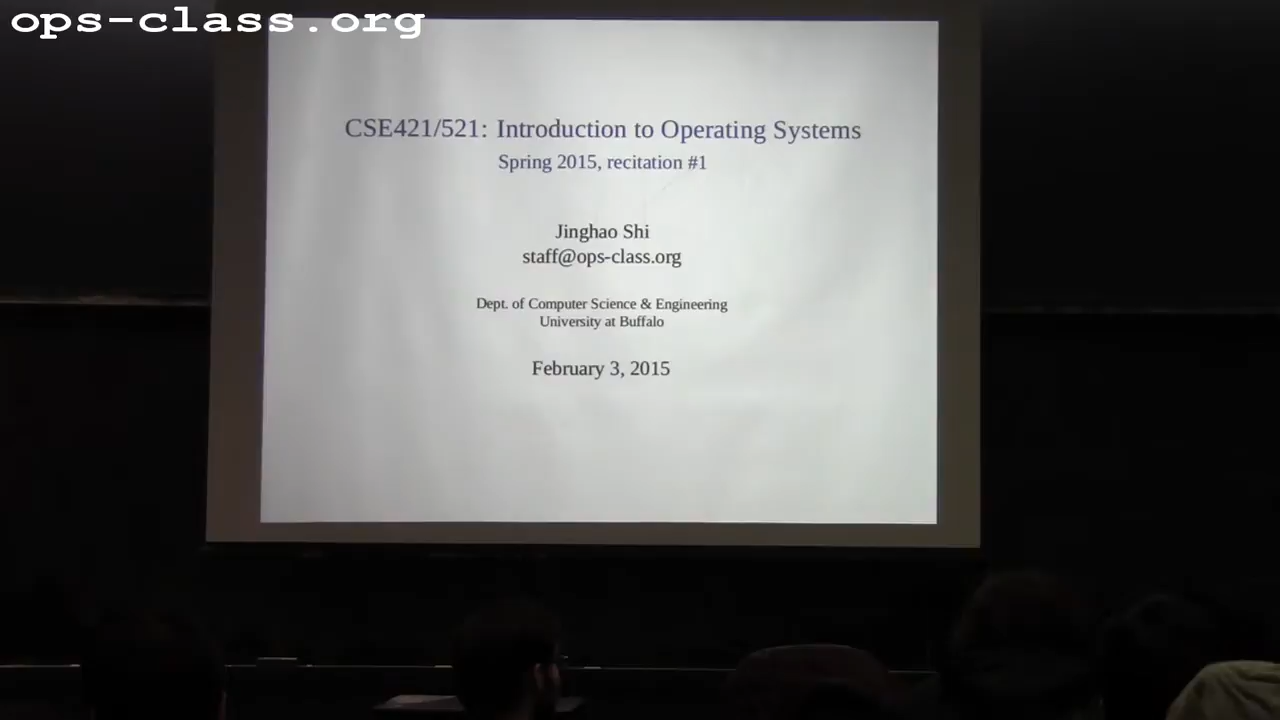 ops-class.org
CSE421/521: Introduction to Operating Systems
Spring 2015, recitation #1
Jinghao Shi
staff@ops-class.org
Dept. of Computer Science & Engineering
University at Buffalo
February 3, 2015